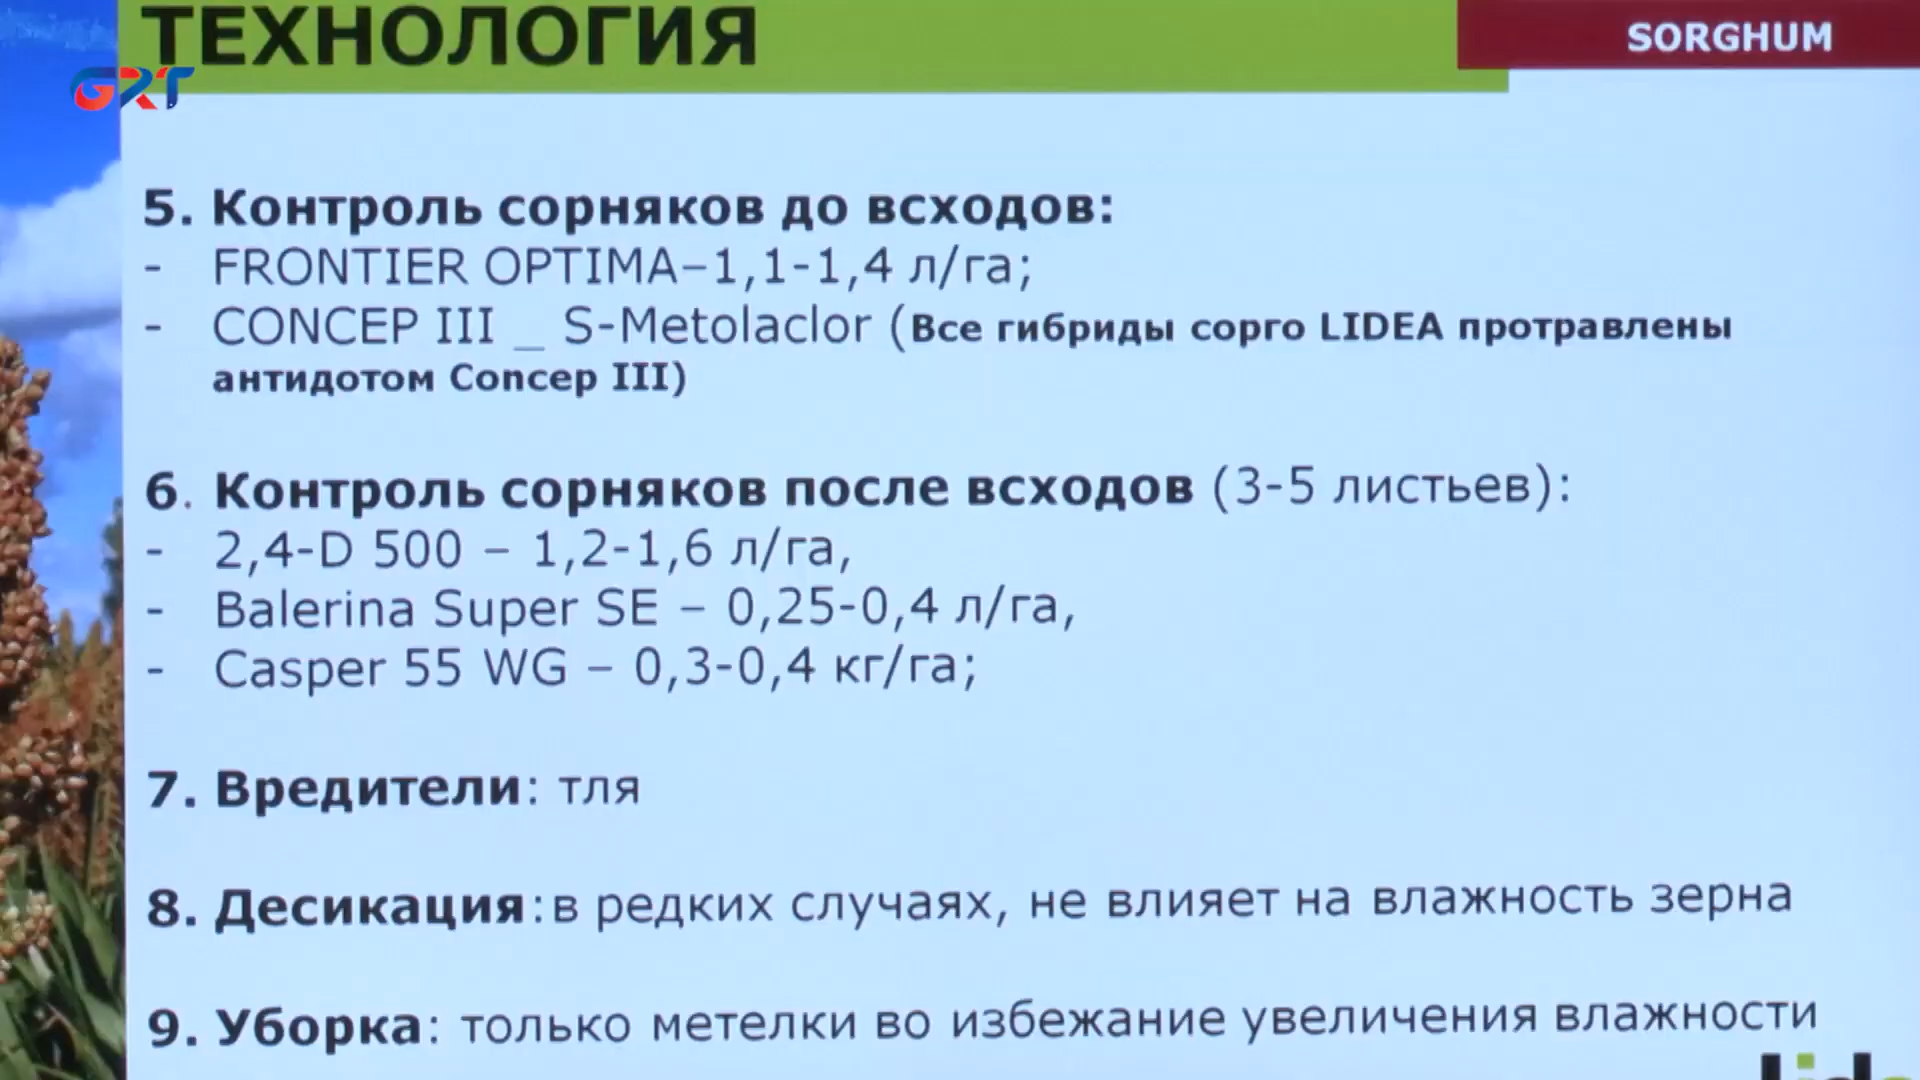 ТЕХНОЛОГИЯ
SORGHUM
GRT
5. Контроль сорняков до всходов:
- FRONTIER OPTIMA–1,1-1,4 л/га;
- CONCEP III _ S-Metolaclor (Все гибриды сорго LIDEA протравлены
антидотом Concep III)
6. Контроль сорняков после всходов (3-5 листьев):
- 2,4-D 500 – 1,2-1,6 л/га,
- Balerina Super SE – 0,25-0,4 л/га,
- Casper 55 WG – 0,3-0,4 кг/га;
7. Вредители: тля
8. Десикация:в редких случаях, не влияет на влажность зерна
9. Уборка: только метелки во избежание увеличения влажности